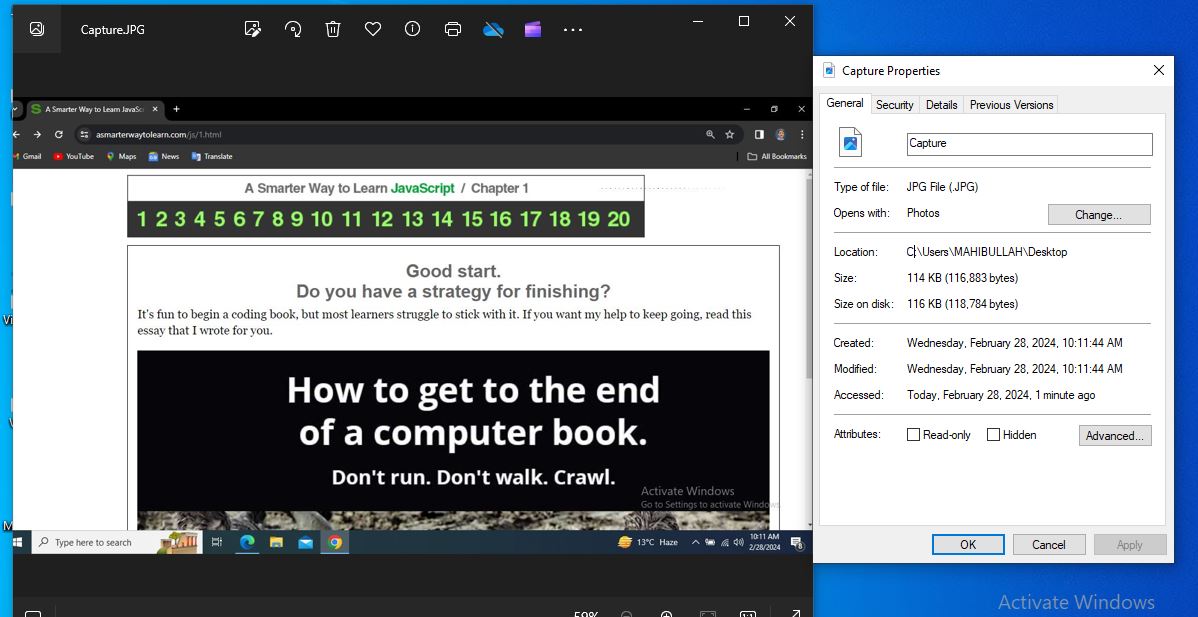 CaptureJPG
A Smarter Way to Learn JavaSc
asmarterwaytolearn.com/js/1.html
Gmail YouTube Maps News Translate All Bookmarks
A Smarter Way to Learn JavaScript / Chapter 1
1 2 3 4 5 6 7 8 9 10 11 12 13 14 15 16 17 18 19 20
Good start.
Do you have a strategy for finishing?
It's fun to begin a coding book, but most learners struggle to stick with it. If you want my help to keep going, read this
essay that I wrote for you.
How to get to the end
of a computer book.
Don't run. Don't walk. Crawl.
Activate Windows
Go to Settings to activate Windows
Type here to search
13°C Haze
10:11 AM
2/28/2024
59%
Capture Properties
General Security Details Previous Versions
Capture
Type of file: JPG File (.JPG)
Opens with: Photos Change...
Location: C:\Users\MAHIBULLAH\Desktop
Size: 114 KB (116,883 bytes)
Size on disk: 116 KB (118,784 bytes)
Created: Wednesday, February 28, 2024, 10:11:44 AM
Modified: Wednesday, February 28, 2024, 10:11:44 AM
Accessed: Today, February 28, 2024, 1 minute ago
Attributes: Read-only Hidden Advanced...
OK Cancel Apply
Activate Windows